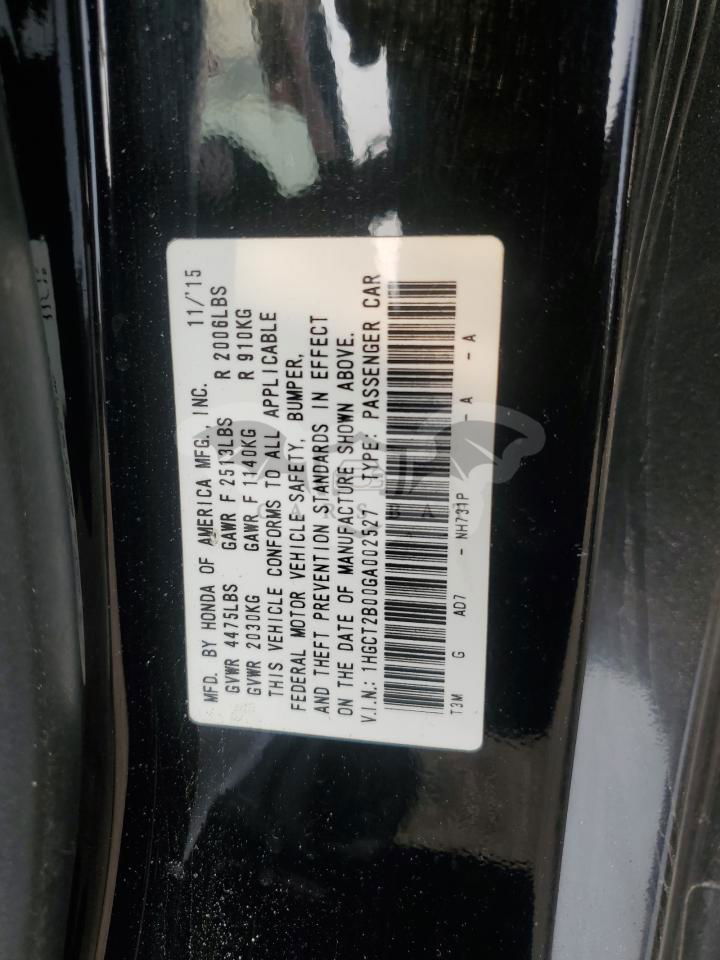 MFD. BY HONDA OF AMERICA MFG., INC. 11/'15
GVWR 4475LBS GAWR F 2513LBS R 2006LBS
GVWR 2030KG GAWR F 1140KG R 910KG
THIS VEHICLE CONFORMS TO ALL APPLICABLE
FEDERAL MOTOR VEHICLE SAFETY, BUMPER,
AND THEFT PREVENTION STANDARDS IN EFFECT
ON THE DATE OF MANUFACTURE SHOWN ABOVE.
V.I.N.: 1HGCT2B00GA002527 TYPE: PASSENGER CAR
T3M G AD7 - NH731P - A - A - A